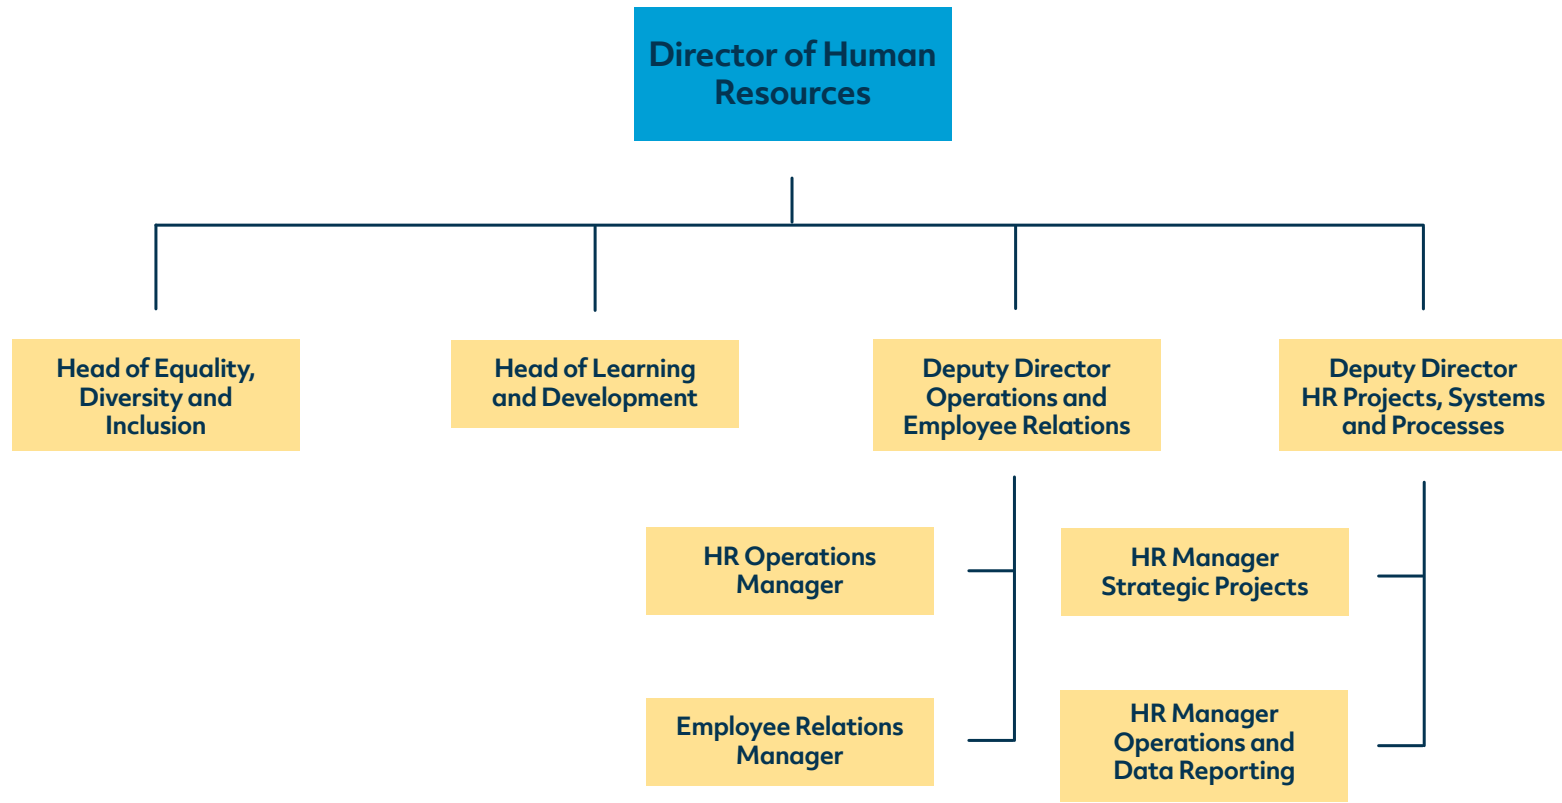 Director of Human
Resources
Head of Equality,
Diversity and
Inclusion
Head of Learning
and Development
Deputy Director
Operations and
Employee Relations
Deputy Director
HR Projects, Systems
and Processes
HR Operations
Manager
HR Manager
Strategic Projects
Employee Relations
Manager
HR Manager
Operations and
Data Reporting